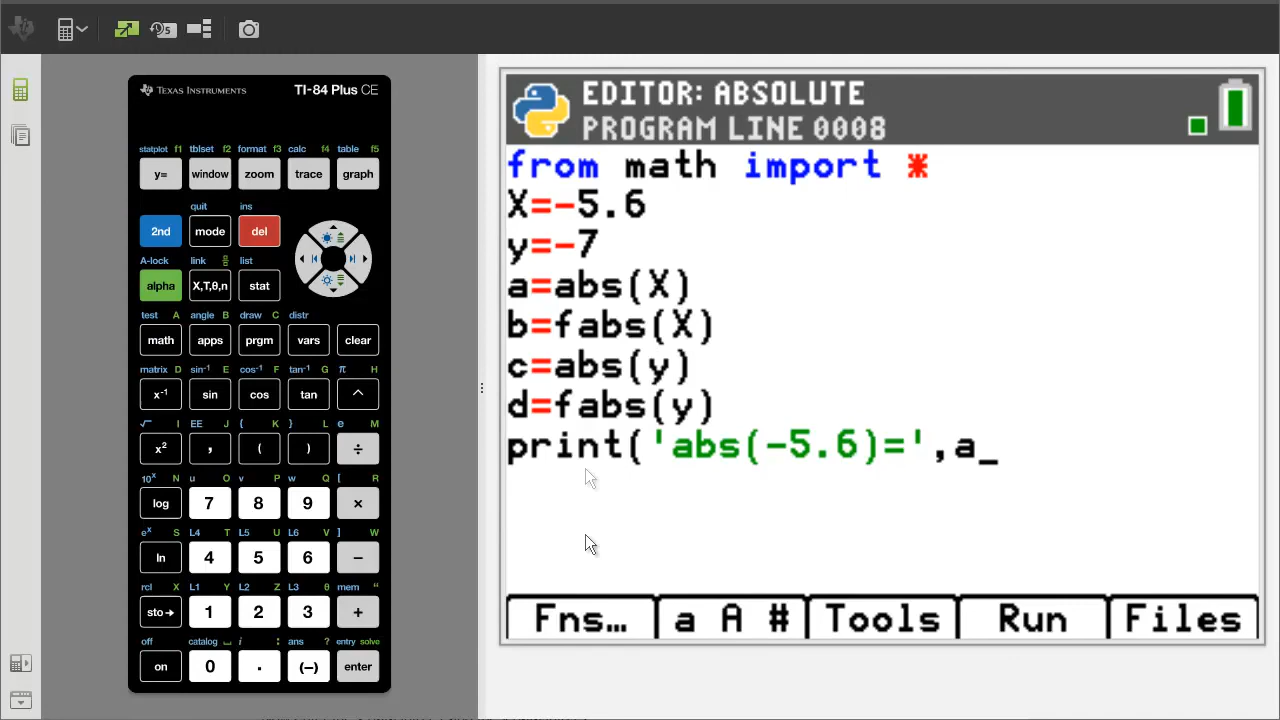 TEXAS INSTRUMENTS TI-84 Plus CE
statplot f1 tblset f2 format f3 calc f4 table f5
y= window zoom trace graph
quit ins
2nd mode del
A-lock link list
alpha X,T,θ,n stat
test A angle B draw C distr
math apps prgm vars clear
matrix D sin⁻¹ E cos⁻¹ F tan⁻¹ G π H
x⁻¹ sin cos tan ^
√ I EE J { K } L e M
x² , ( ) ÷
10ˣ N u O v P w Q [ R
log 7 8 9 ×
eˣ S L4 T L5 U L6 V ] W
ln 4 5 6 −
rcl X L1 Y L2 Z L3 θ mem “
sto→ 1 2 3 +
off catalog ⎵ i : ans ? entry solve
on 0 . (−) enter
EDITOR: ABSOLUTE
PROGRAM LINE 0008
from math import *
X=-5.6
y=-7
a=abs(X)
b=fabs(X)
c=abs(y)
d=fabs(y)
print('abs(-5.6)=',a_
Fns… a A # Tools Run Files